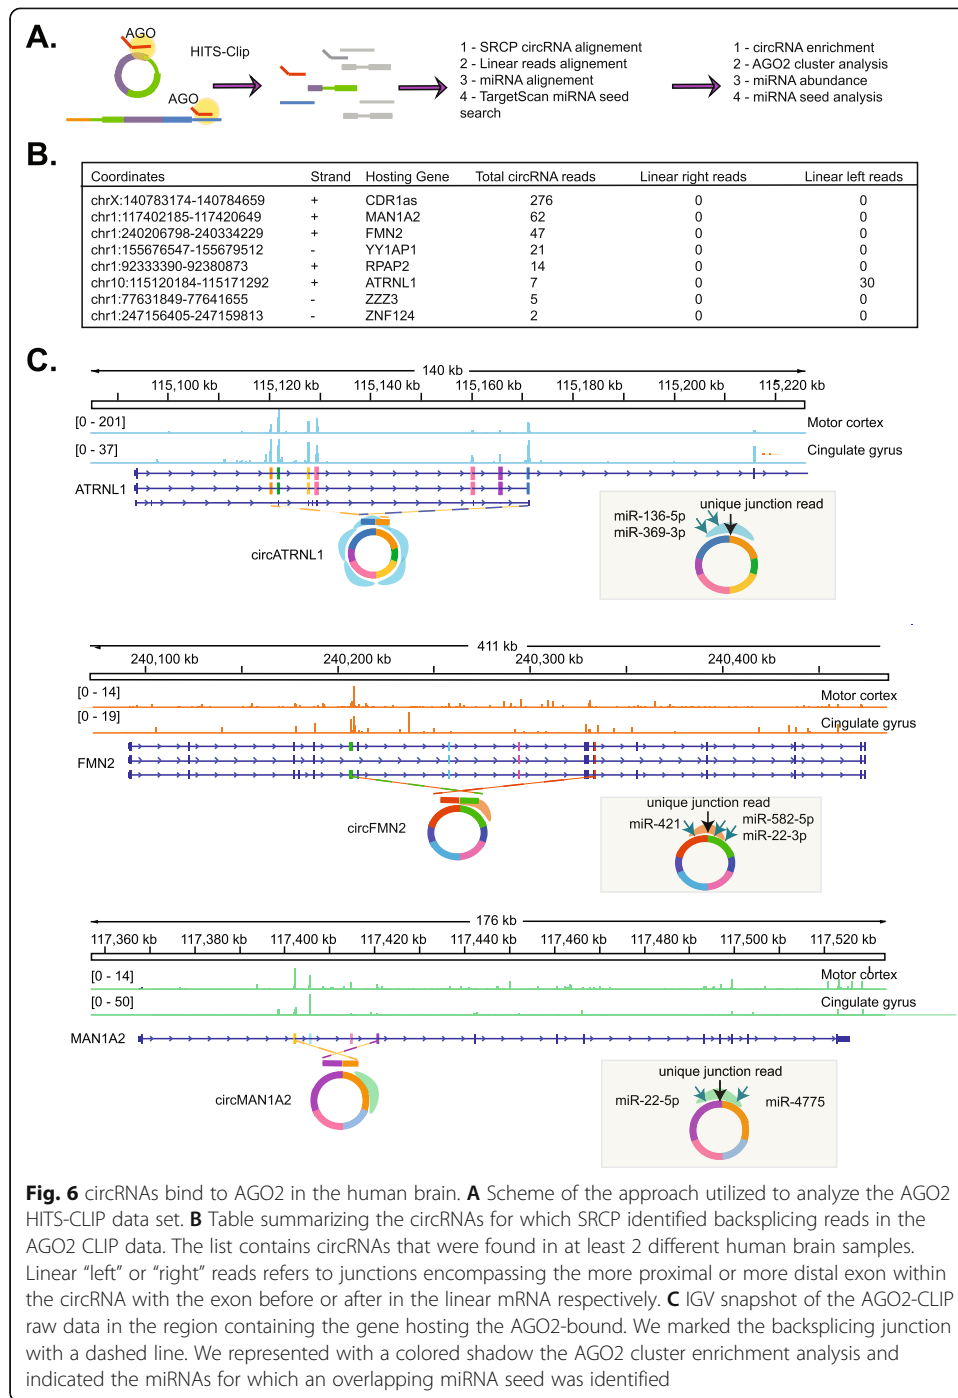 A.
AGO
HITS-Clip
AGO
1 - SRCP circRNA alignement
2 - Linear reads alignement
3 - miRNA alignement
4 - TargetScan miRNA seed
search
1 - circRNA enrichment
2 - AGO2 cluster analysis
3 - miRNA abundance
4 - miRNA seed analysis
B.
Coordinates Strand Hosting Gene Total circRNA reads Linear right reads Linear left reads
chrX:140783174-140784659 + CDR1as 276 0 0
chr1:117402185-117420649 + MAN1A2 62 0 0
chr1:240206798-240334229 + FMN2 47 0 0
chr1:155676547-155679512 - YY1AP1 21 0 0
chr1:92333390-92380873 + RPAP2 14 0 0
chr10:115120184-115171292 + ATRNL1 7 0 30
chr1:77631849-77641655 - ZZZ3 5 0 0
chr1:247156405-247159813 - ZNF124 2 0 0
C.
140 kb
115,100 kb 115,120 kb 115,140 kb 115,160 kb 115,200 kb 115,220 kb
[0 - 201] Motor cortex
[0 - 37] Cingulate gyrus
ATRNL1
circATRNL1
unique junction read
miR-136-5p
miR-369-3p
411 kb
240,100 kb 240,200 kb 240,300 kb 240,400 kb
[0 - 14] Motor cortex
[0 - 19] Cingulate gyrus
FMN2
circFMN2
unique junction read
miR-421
miR-582-5p
miR-22-3p
176 kb
117,360 kb 117,380 kb 117,400 kb 117,420 kb 117,440 kb 117,460 kb 117,480 kb 117,500 kb 117,520 kb
[0 - 14] Motor cortex
[0 - 50] Cingulate gyrus
MAN1A2
circMAN1A2
unique junction read
miR-22-5p
miR-4775
Fig. 6 circRNAs bind to AGO2 in the human brain. A Scheme of the approach utilized to analyze the AGO2
HITS-CLIP data set. B Table summarizing the circRNAs for which SRCP identified backsplicing reads in the
AGO2 CLIP data. The list contains circRNAs that were found in at least 2 different human brain samples.
Linear “left” or “right” reads refers to junctions encompassing the more proximal or more distal exon within
the circRNA with the exon before or after in the linear mRNA respectively. C IGV snapshot of the AGO2-CLIP
raw data in the region containing the gene hosting the AGO2-bound. We marked the backsplicing junction
with a dashed line. We represented with a colored shadow the AGO2 cluster enrichment analysis and
indicated the miRNAs for which an overlapping miRNA seed was identified